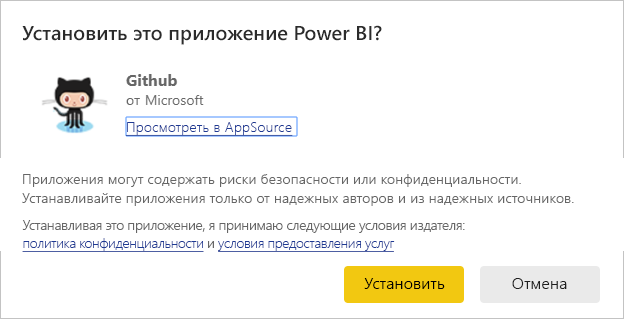 Установить это приложение Power BI?
Github
от Microsoft
Просмотреть в AppSource
Приложения могут содержать риски безопасности или конфиденциальности.
Устанавливайте приложения только от надежных авторов и из надежных источников.
Устанавливая это приложение, я принимаю следующие условия издателя:
политика конфиденциальности и условия предоставления услуг
Установить
Отмена